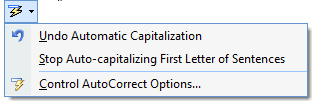 Undo Automatic Capitalization
Stop Auto-capitalizing First Letter of Sentences
Control AutoCorrect Options...